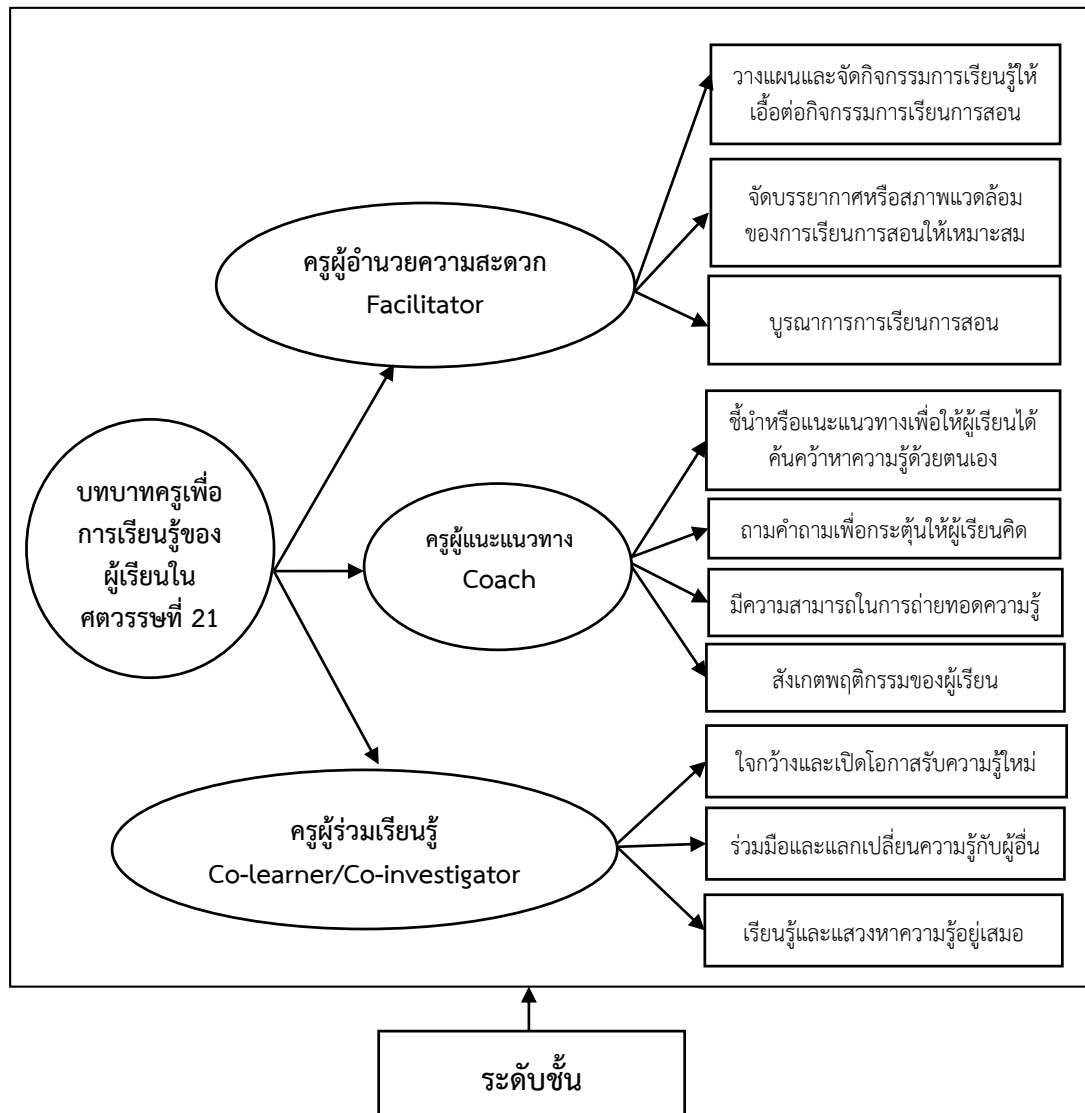 วางแผนและจัดกิจกรรมการเรียนรู้ให้
เอื้อต่อกิจกรรมการเรียนการสอน
จัดบรรยากาศหรือสภาพแวดล้อม
ของการเรียนการสอนให้เหมาะสม
ครูผู้อำนวยความสะดวก
Facilitator
บูรณาการการเรียนการสอน
ชี้นำหรือแนะแนวทางเพื่อให้ผู้เรียนได้
ค้นคว้าหาความรู้ด้วยตนเอง
บทบาทครูเพื่อ
การเรียนรู้ของ
ผู้เรียนใน
ศตวรรษที่ 21
ครูผู้แนะแนวทาง
Coach
ถามคำถามเพื่อกระตุ้นให้ผู้เรียนคิด
มีความสามารถในการถ่ายทอดความรู้
สังเกตพฤติกรรมของผู้เรียน
ใจกว้างและเปิดโอกาสรับความรู้ใหม่
ครูผู้ร่วมเรียนรู้
Co-learner/Co-investigator
ร่วมมือและแลกเปลี่ยนความรู้กับผู้อื่น
เรียนรู้และแสวงหาความรู้อยู่เสมอ
ระดับชั้น